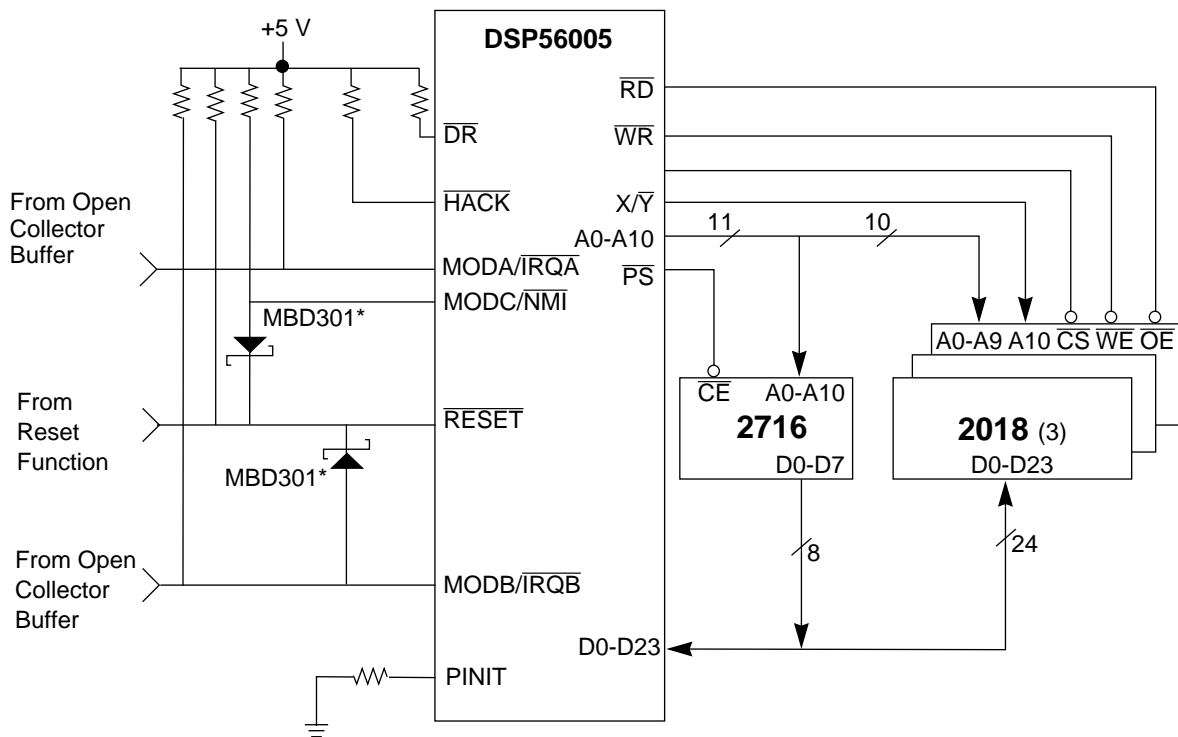 +5 V
DSP56005
RD
DR
WR
From Open
Collector
Buffer
HACK
X/Y
11
10
A0-A10
MODA/IRQA
PS
MODC/NMI
MBD301*
A0-A9 A10 CS WE OE
CE A0-A10
From
Reset
Function
RESET
2716
2018 (3)
D0-D7
D0-D23
MBD301*
8
24
From Open
Collector
Buffer
MODB/IRQB
D0-D23
PINIT